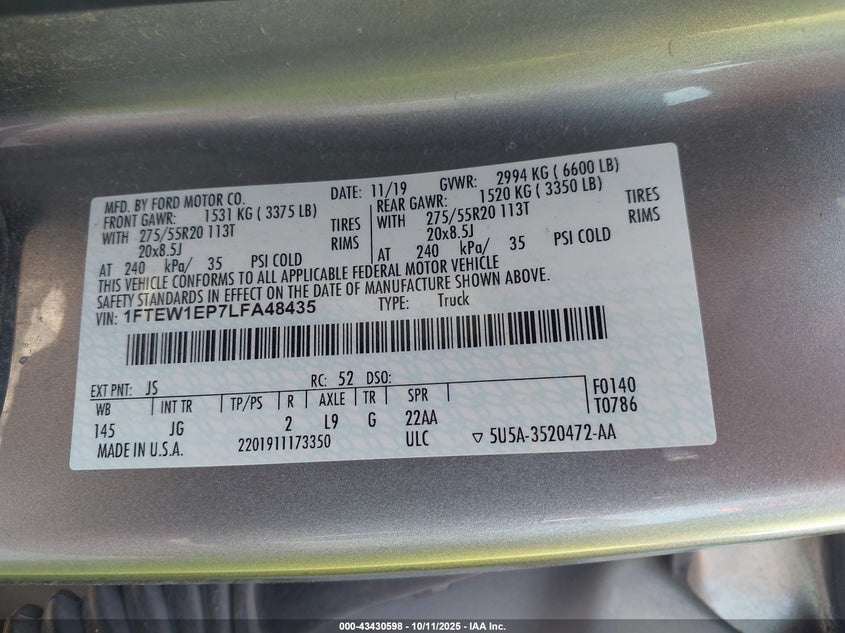 MFD. BY FORD MOTOR CO.
DATE: 11/19 GVWR: 2994 KG ( 6600 LB)
FRONT GAWR: 1531 KG ( 3375 LB) REAR GAWR: 1520 KG ( 3350 LB)
WITH 275/55R20 113T TIRES WITH 275/55R20 113T TIRES
20x8.5J RIMS 20x8.5J RIMS
AT 240 kPa/ 35 PSI COLD AT 240 kPa/ 35 PSI COLD
THIS VEHICLE CONFORMS TO ALL APPLICABLE FEDERAL MOTOR VEHICLE
SAFETY STANDARDS IN EFFECT ON THE DATE OF MANUFACTURE SHOWN ABOVE.
VIN: 1FTEW1EP7LFA48435 TYPE: Truck
EXT PNT: JS RC: 52 DSO: F0140
WB INT TR TP/PS R AXLE TR SPR T0786
145 JG 2 L9 G 22AA
MADE IN U.S.A. 2201911173350 ULC ▽ 5U5A-3520472-AA
000-43430598 - 10/11/2025 - IAA Inc.